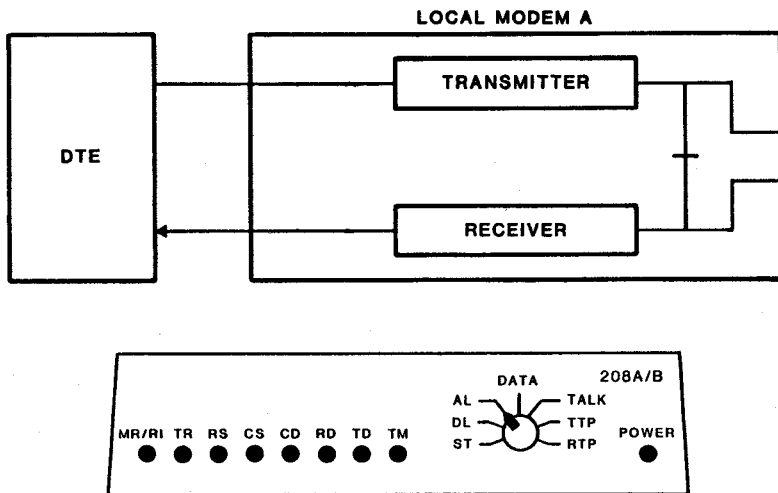 LOCAL MODEM A
TRANSMITTER
DTE
RECEIVER
208A/B
DATA
AL TALK
DL TTP
ST RTP
MR/RI TR RS CS CD RD TD TM
POWER